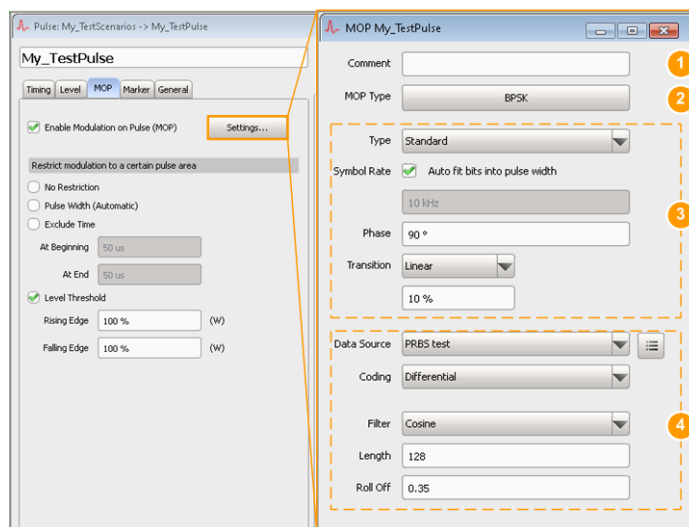 Pulse: My_TestScenarios -> My_TestPulse
My_TestPulse
Timing Level MOP Marker General
Enable Modulation on Pulse (MOP) Settings...
Restrict modulation to a certain pulse area
No Restriction
Pulse Width (Automatic)
Exclude Time
At Beginning 50 us
At End 50 us
Level Threshold
Rising Edge 100 % (W)
Falling Edge 100 % (W)
MOP My_TestPulse
Comment 1
MOP Type BPSK 2
Type Standard
Symbol Rate Auto fit bits into pulse width
10 kHz 3
Phase 90 °
Transition Linear
10 %
Data Source PRBS test
Coding Differential
Filter Cosine 4
Length 128
Roll Off 0.35